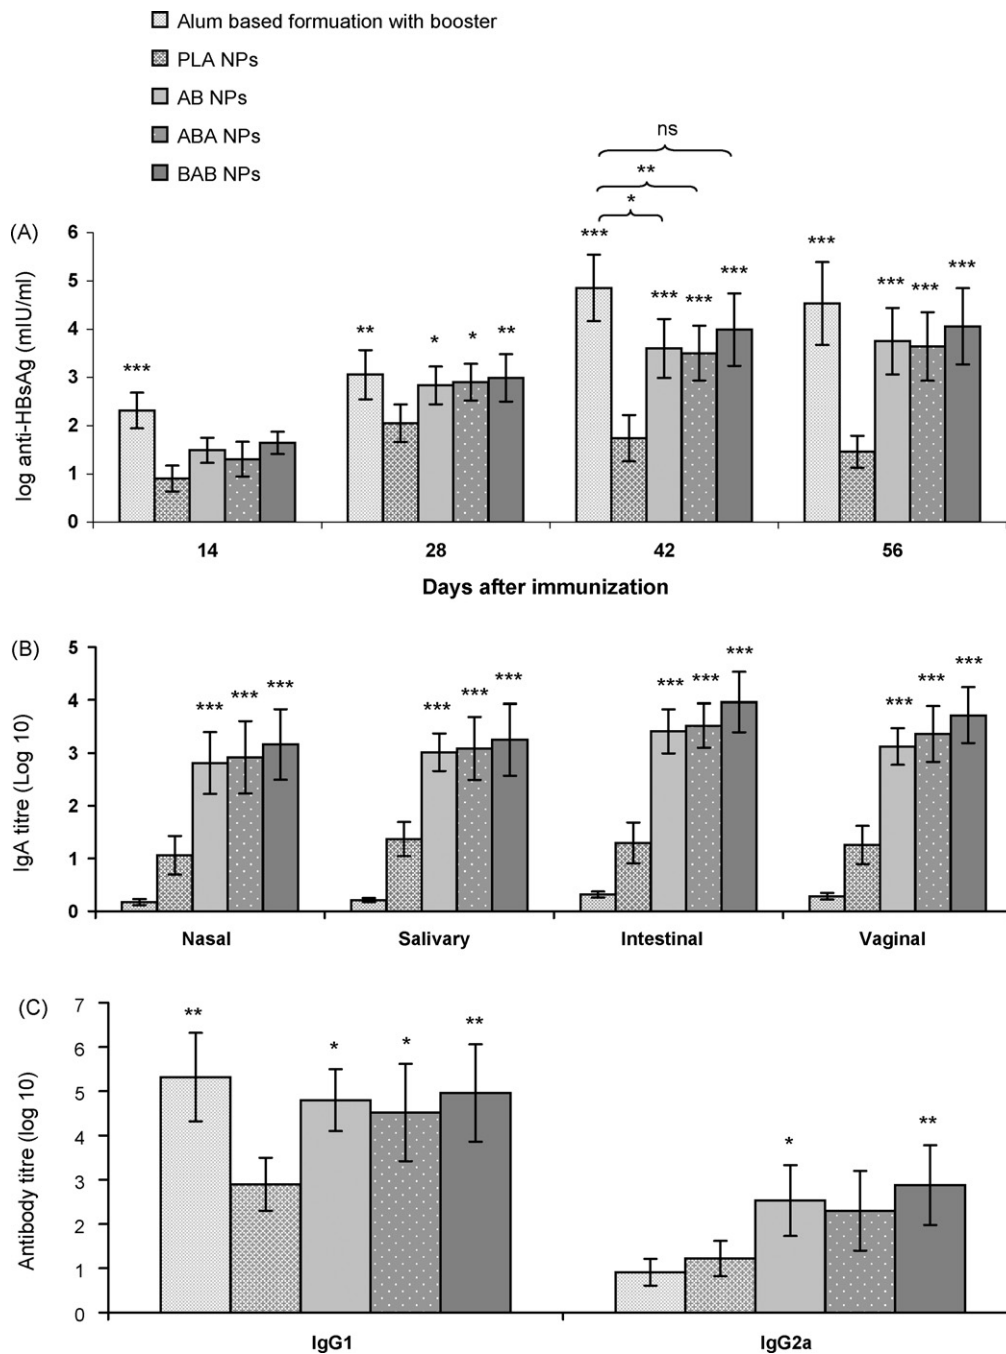 Alum based formuation with booster
PLA NPs
AB NPs
ABA NPs
BAB NPs
ns
**
*
(A)
log anti-HBsAg (mIU/ml)
6
5
4
3
2
1
0
***
** * * **
*** *** *** ***
*** *** *** ***
14 28 42 56
Days after immunization
(B)
IgA titre (Log 10)
5
4
3
2
1
0
*** *** ***
*** *** ***
*** *** ***
*** *** ***
Nasal Salivary Intestinal Vaginal
(C)
Antibody titre (log 10)
7
6
5
4
3
2
1
0
** * * **
* **
IgG1 IgG2a